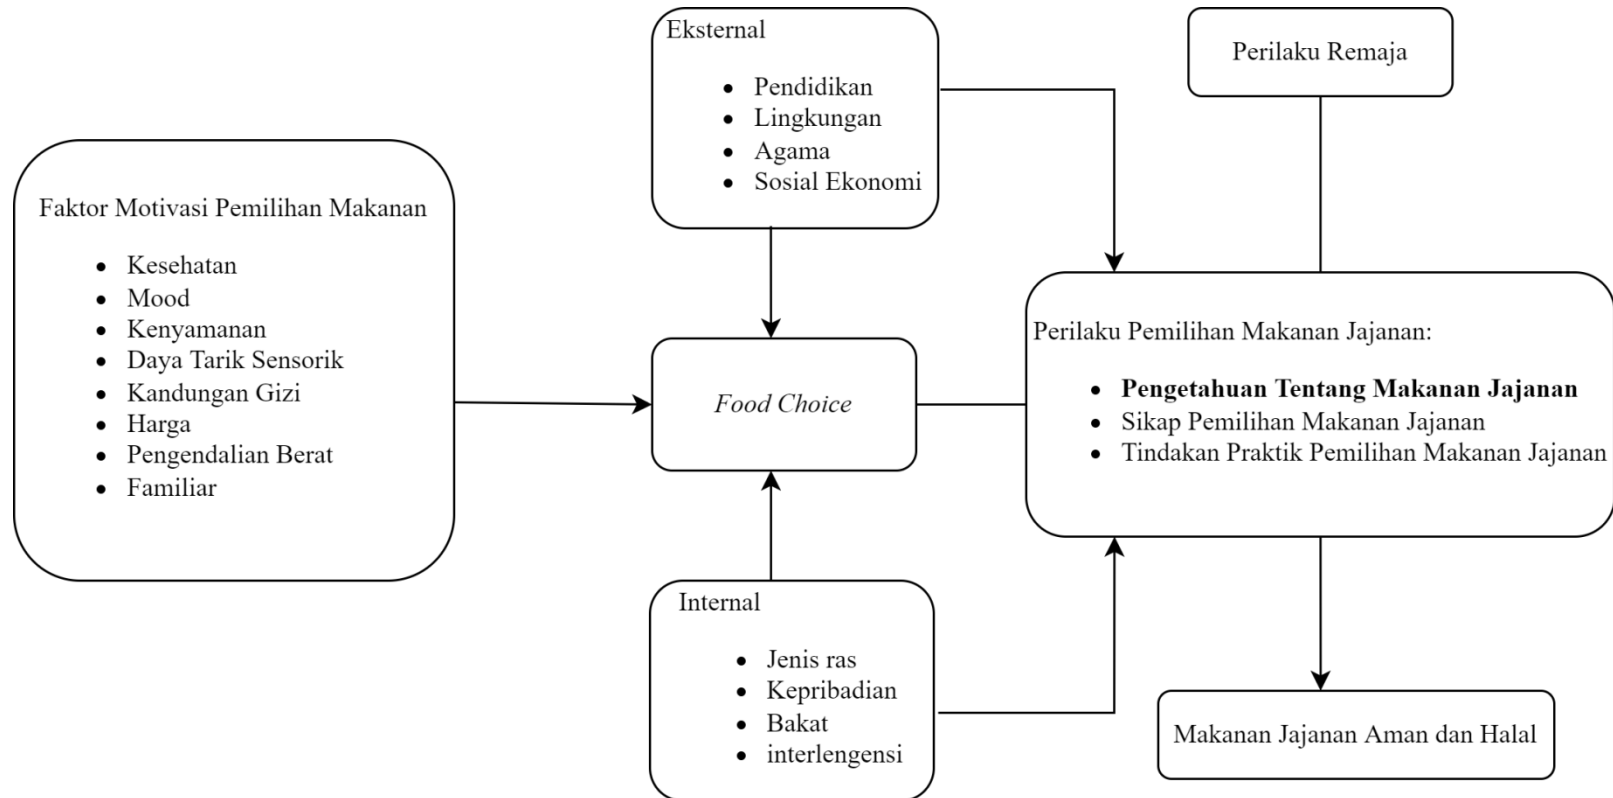 Eksternal
Pendidikan
Lingkungan
Agama
Sosial Ekonomi
Perilaku Remaja
Faktor Motivasi Pemilihan Makanan
Kesehatan
Mood
Kenyamanan
Daya Tarik Sensorik
Kandungan Gizi
Harga
Pengendalian Berat
Familiar
Food Choice
Perilaku Pemilihan Makanan Jajanan:
Pengetahuan Tentang Makanan Jajanan
Sikap Pemilihan Makanan Jajanan
Tindakan Praktik Pemilihan Makanan Jajanan
Internal
Jenis ras
Kepribadian
Bakat
interlengensi
Makanan Jajanan Aman dan Halal